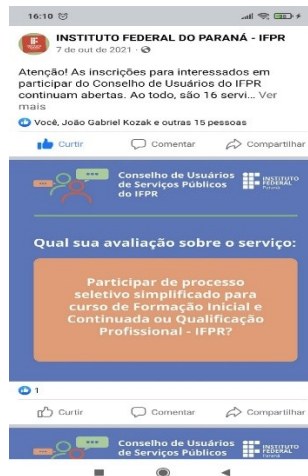 16:10
INSTITUTO FEDERAL DO PARANÁ - IFPR
7 de out de 2021 ·
Atenção! As inscrições para interessados em
participar do Conselho de Usuários do IFPR
continuam abertas. Ao todo, são 16 servi... Ver
mais
Você, João Gabriel Kozak e outras 15 pessoas
Curtir Comentar Compartilhar
Conselho de Usuários
de Serviços Públicos
do IFPR
INSTITUTO
FEDERAL
Paraná
Qual sua avaliação sobre o serviço:
Participar de processo
seletivo simplificado para
curso de Formação Inicial e
Continuada ou Qualificação
Profissional - IFPR?
1
Curtir Comentar Compartilhar
Conselho de Usuários
de Serviços Públicos
INSTITUTO
FEDERAL
Paraná